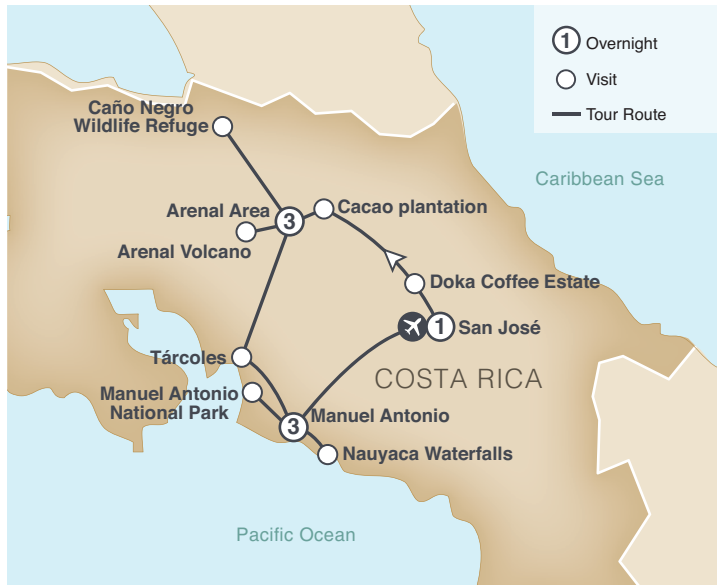 1 Overnight
Visit
Tour Route
Caño Negro
Wildlife Refuge
Caribbean Sea
Arenal Area
3
Cacao plantation
Arenal Volcano
Doka Coffee Estate
1
San José
Tárcoles
COSTA RICA
Manuel Antonio
National Park
3
Manuel Antonio
Nauyaca Waterfalls
Pacific Ocean